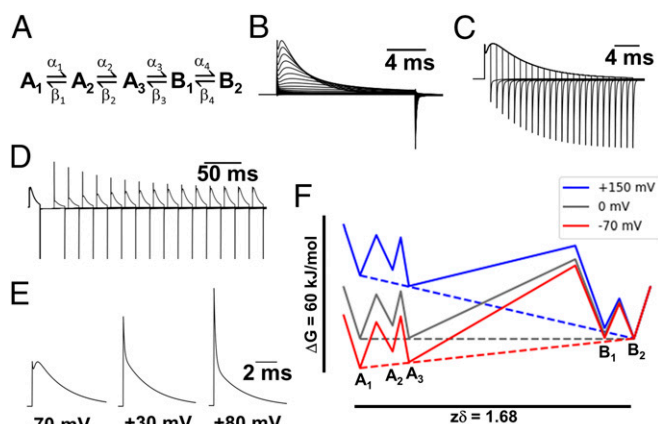 A
α1 α2 α3 α4
A1 ⇌ A2 ⇌ A3 ⇌ B1 ⇌ B2
β1 β2 β3 β4
B
4 ms
C
4 ms
D
50 ms
E
2 ms
-70 mV +30 mV +80 mV
F
+150 mV
0 mV
-70 mV
ΔG = 60 kJ/mol
A1 A2 A3 B1 B2
zδ = 1.68